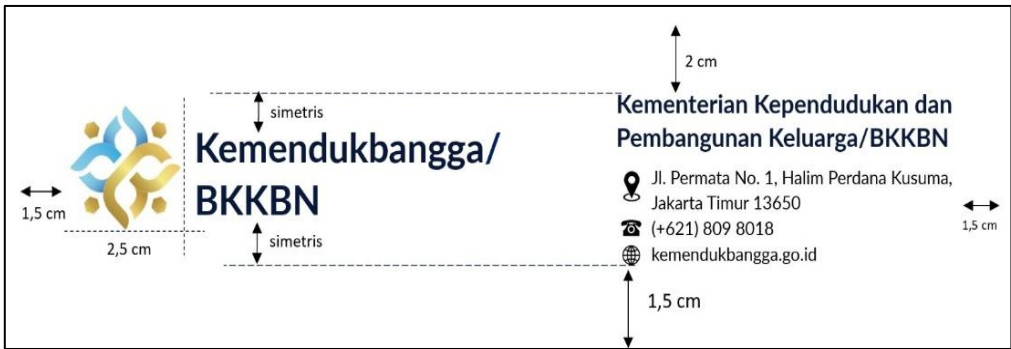 2 cm
simetris
Kementerian Kependudukan dan
Pembangunan Keluarga/BKKBN
Kemendukbangga/
BKKBN
Jl. Permata No. 1, Halim Perdana Kusuma,
Jakarta Timur 13650
(+621) 809 8018
kemendukbangga.go.id
1,5 cm
2,5 cm
simetris
1,5 cm
1,5 cm